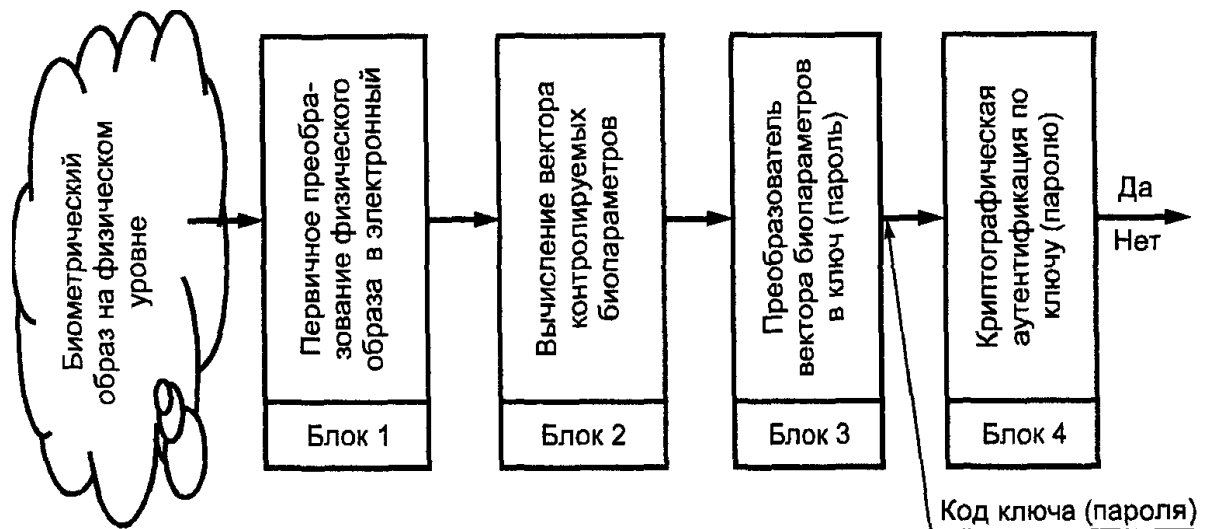 Биометрический
образ на физическом
уровне
Первичное преобра-
зование физического
образа в электронный
Блок 1
Вычисление вектора
контролируемых
биопараметров
Блок 2
Преобразователь
вектора биопараметров
в ключ (пароль)
Блок 3
Криптографическая
аутентификация по
ключу (паролю)
Блок 4
Да
Нет
Код ключа (пароля)